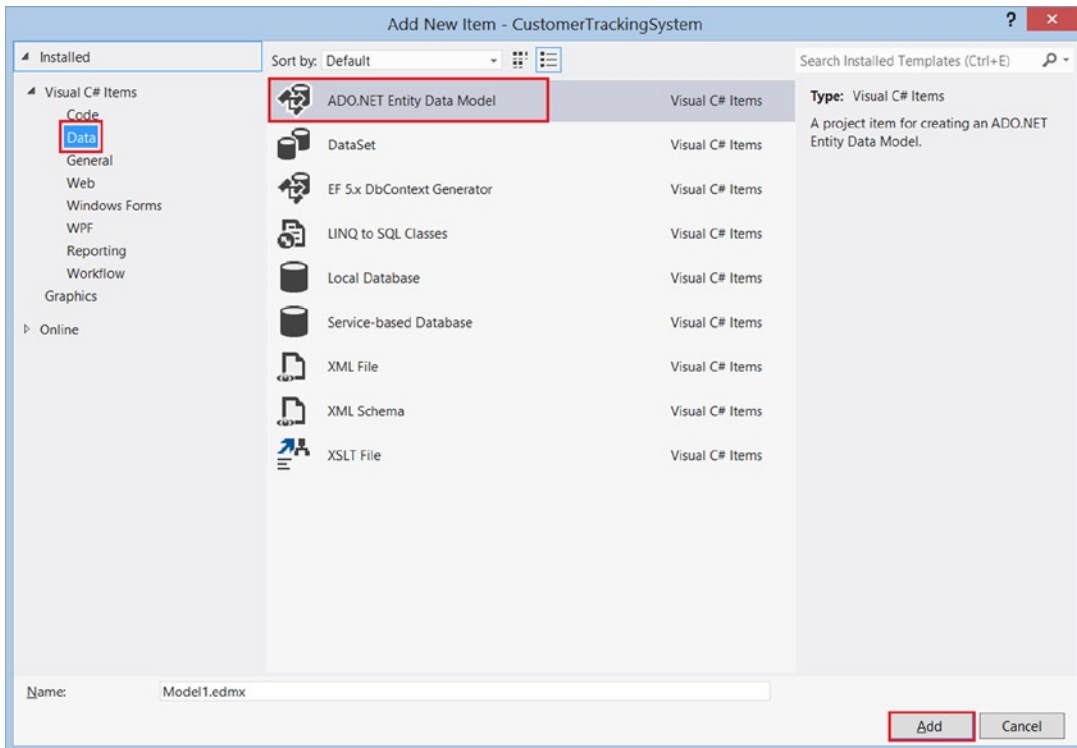 Add New Item - CustomerTrackingSystem
? ×
Installed
Sort by: Default
Search Installed Templates (Ctrl+E)
Visual C# Items
Code
Data
General
Web
Windows Forms
WPF
Reporting
Workflow
Graphics
Online
ADO.NET Entity Data Model Visual C# Items
DataSet Visual C# Items
EF 5.x DbContext Generator Visual C# Items
LINQ to SQL Classes Visual C# Items
Local Database Visual C# Items
Service-based Database Visual C# Items
XML File Visual C# Items
XML Schema Visual C# Items
XSLT File Visual C# Items
Type: Visual C# Items
A project item for creating an ADO.NET
Entity Data Model.
Name: Model1.edmx
Add Cancel